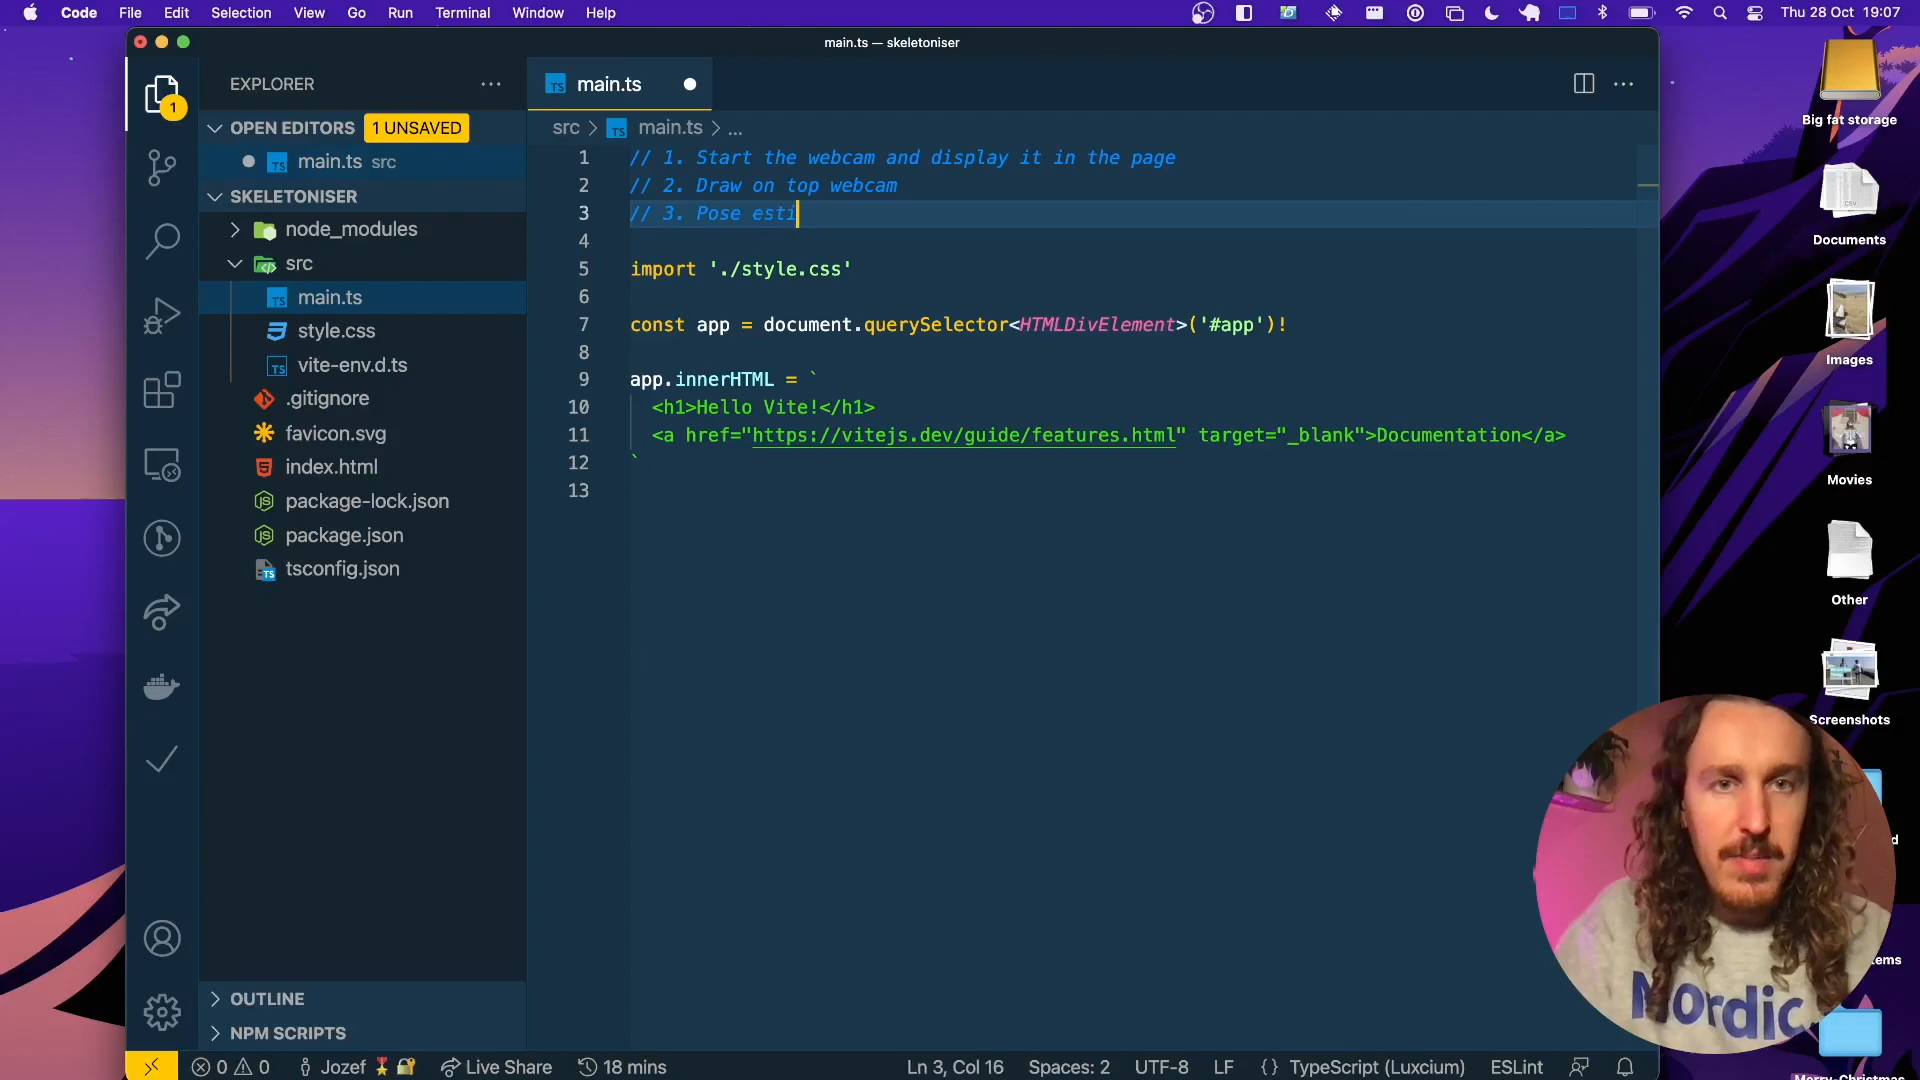 Code File Edit Selection View Go Run Terminal Window Help Thu 28 Oct 19:07
main.ts — skeletoniser
EXPLORER
1
OPEN EDITORS 1 UNSAVED
main.ts src
SKELETONISER
node_modules
src
main.ts
style.css
vite-env.d.ts
.gitignore
favicon.svg
index.html
package-lock.json
package.json
tsconfig.json
OUTLINE
NPM SCRIPTS
main.ts
src > main.ts > ...
1 // 1. Start the webcam and display it in the page
2 // 2. Draw on top webcam
3 // 3. Pose esti
4
5 import './style.css'
6
7 const app = document.querySelector<HTMLDivElement>('#app')!
8
9 app.innerHTML = `
10 <h1>Hello Vite!</h1>
11 <a href="https://vitejs.dev/guide/features.html" target="_blank">Documentation</a>
12 `
13
Big fat storage
CSV
Documents
Images
Movies
Other
Screenshots
Nordic
0 0 Jozef Live Share 18 mins Ln 3, Col 16 Spaces: 2 UTF-8 LF {} TypeScript (Luxcium) ESLint